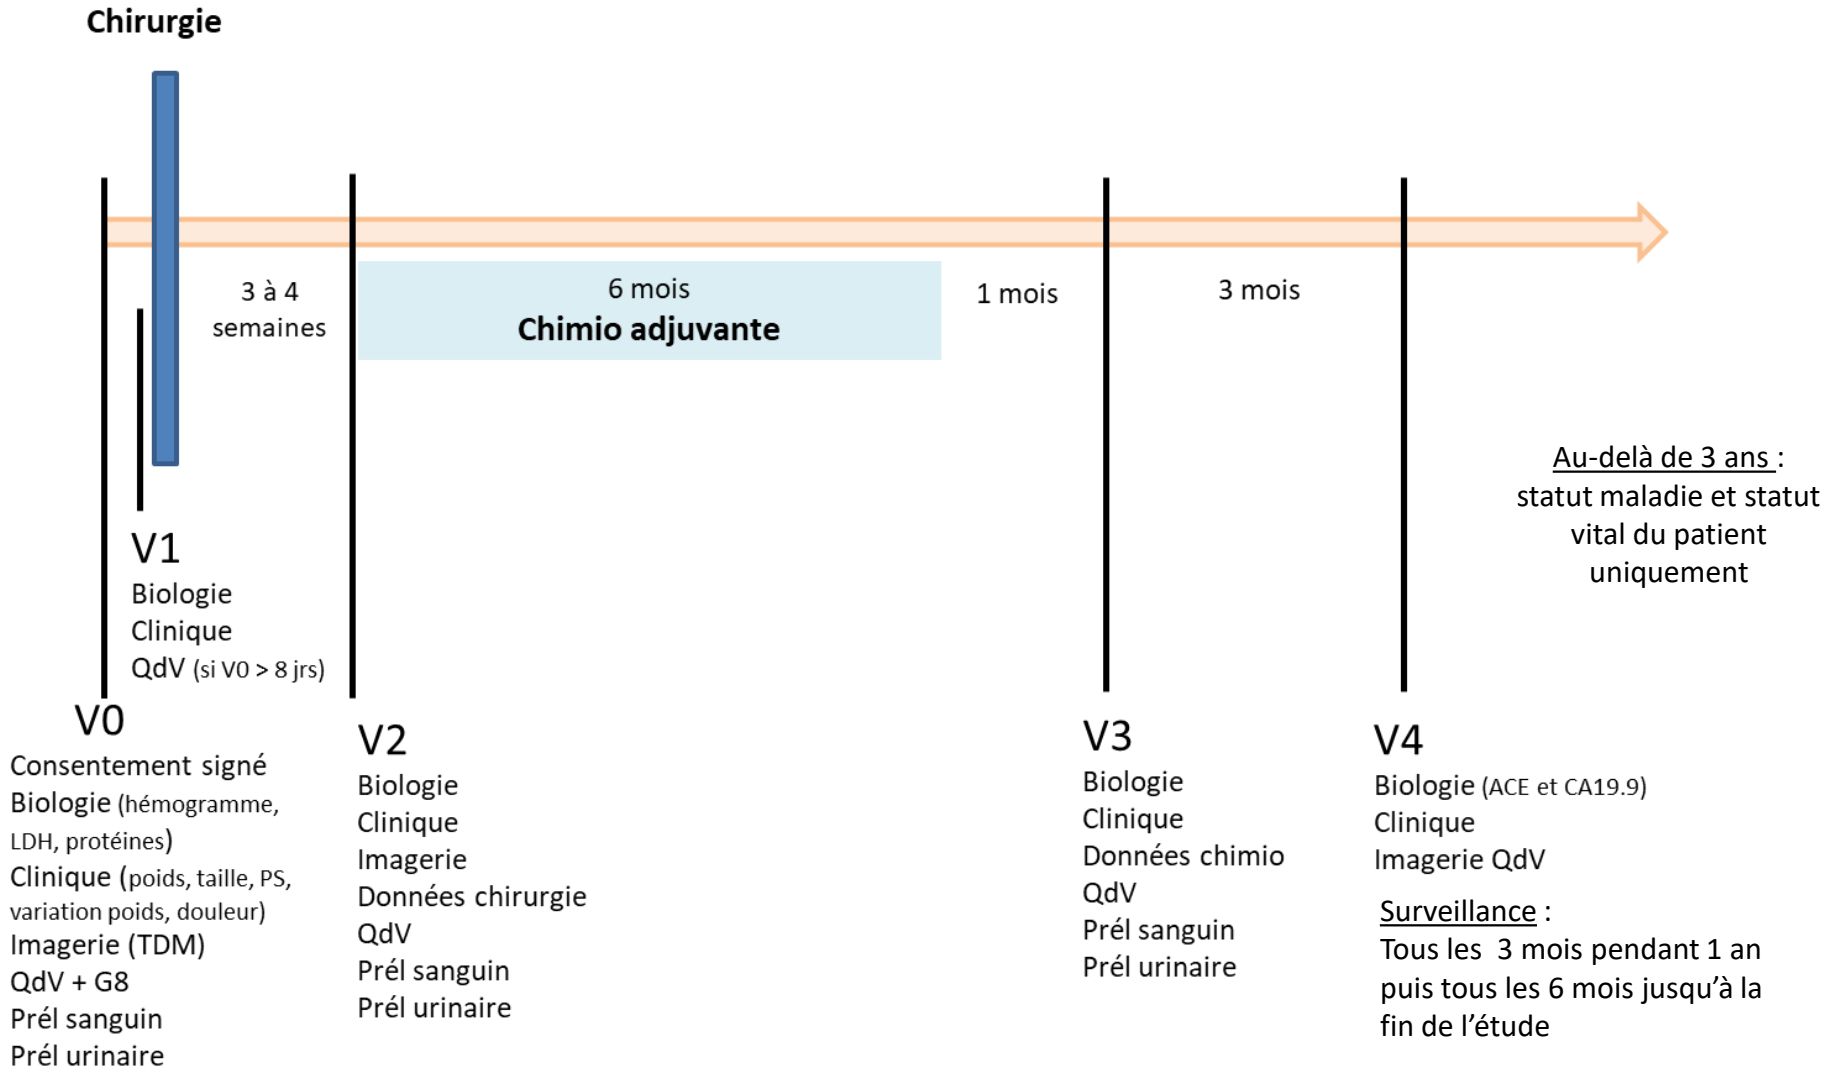 Chirurgie
3 à 4
semaines
6 mois
Chimio adjuvante
1 mois
3 mois
Au-delà de 3 ans :
statut maladie et statut
vital du patient
uniquement
V1
Biologie
Clinique
QdV (si V0 > 8 jrs)
V0
Consentement signé
Biologie (hémogramme,
LDH, protéines)
Clinique (poids, taille, PS,
variation poids, douleur)
Imagerie (TDM)
QdV + G8
Prél sanguin
Prél urinaire
V2
Biologie
Clinique
Imagerie
Données chirurgie
QdV
Prél sanguin
Prél urinaire
V3
Biologie
Clinique
Données chimio
QdV
Prél sanguin
Prél urinaire
V4
Biologie (ACE et CA19.9)
Clinique
Imagerie QdV
Surveillance :
Tous les 3 mois pendant 1 an
puis tous les 6 mois jusqu’à la
fin de l’étude